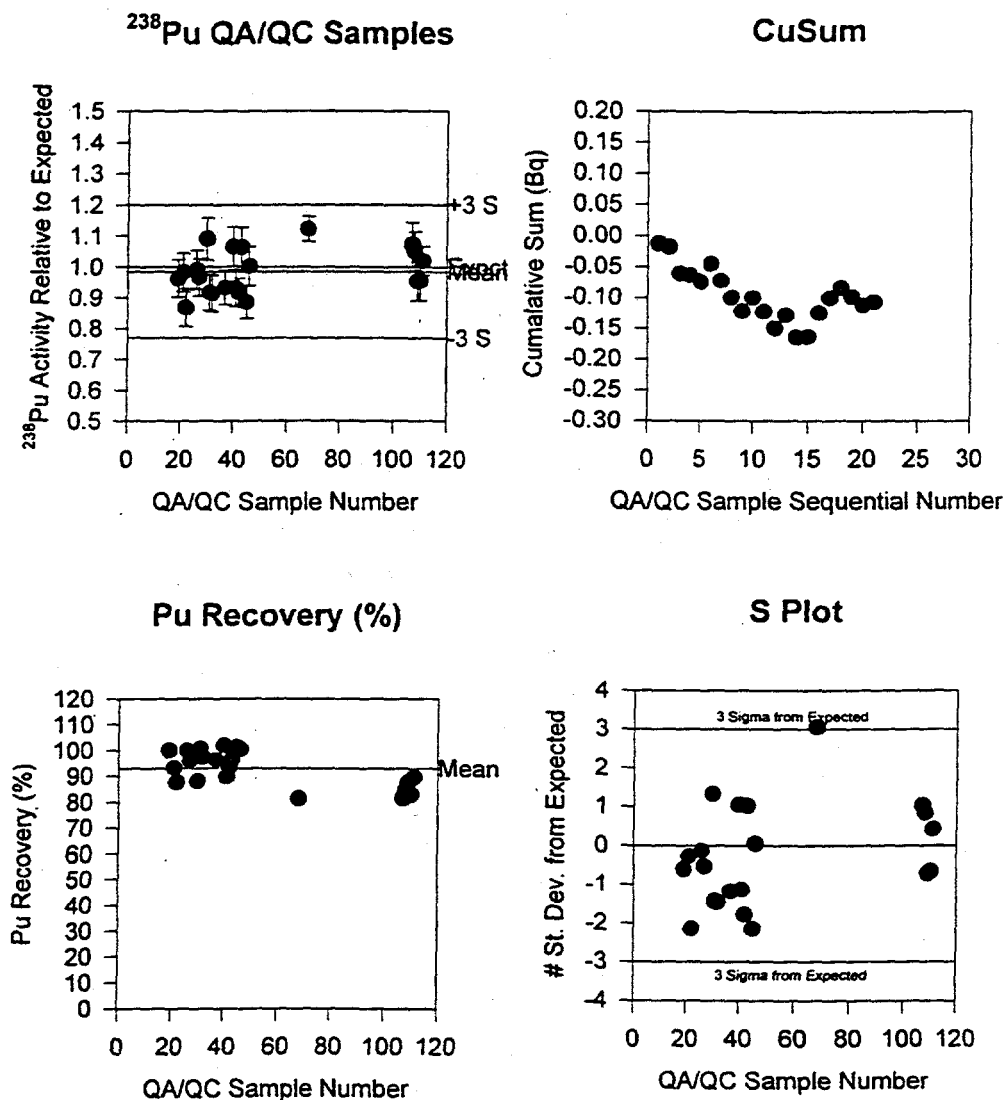 ²³⁸Pu QA/QC Samples
²³⁸Pu Activity Relative to Expected
1.5
1.4
1.3
1.2
1.1
1.0
0.9
0.8
0.7
0.6
0.5
+3 S
Expct
Mean
-3 S
0 20 40 60 80 100 120
QA/QC Sample Number
CuSum
Cumalative Sum (Bq)
0.20
0.15
0.10
0.05
0.00
-0.05
-0.10
-0.15
-0.20
-0.25
-0.30
0 5 10 15 20 25 30
QA/QC Sample Sequential Number
Pu Recovery (%)
Pu Recovery (%)
120
110
100
90
80
70
60
50
40
30
20
10
0
Mean
0 20 40 60 80 100 120
QA/QC Sample Number
S Plot
# St. Dev. from Expected
4
3
2
1
0
-1
-2
-3
-4
3 Sigma from Expected
3 Sigma from Expected
0 20 40 60 80 100 120
QA/QC Sample Number